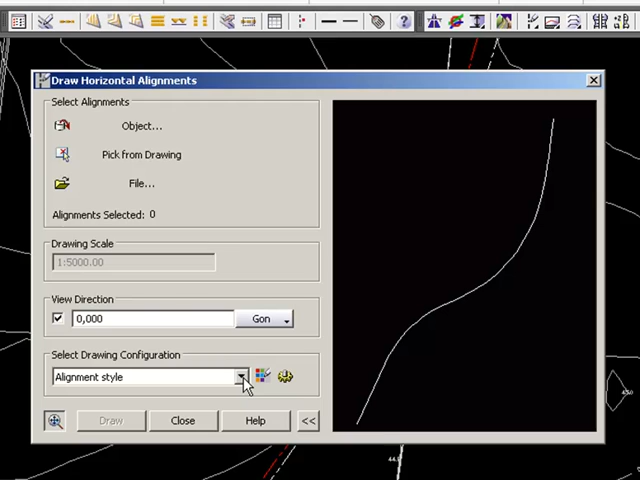 Draw Horizontal Alignments
Select Alignments
Object...
Pick from Drawing
File...
Alignments Selected: 0
Drawing Scale
1:5000.00
View Direction
0,000
Gon
Select Drawing Configuration
Alignment style
Draw
Close
Help
<<